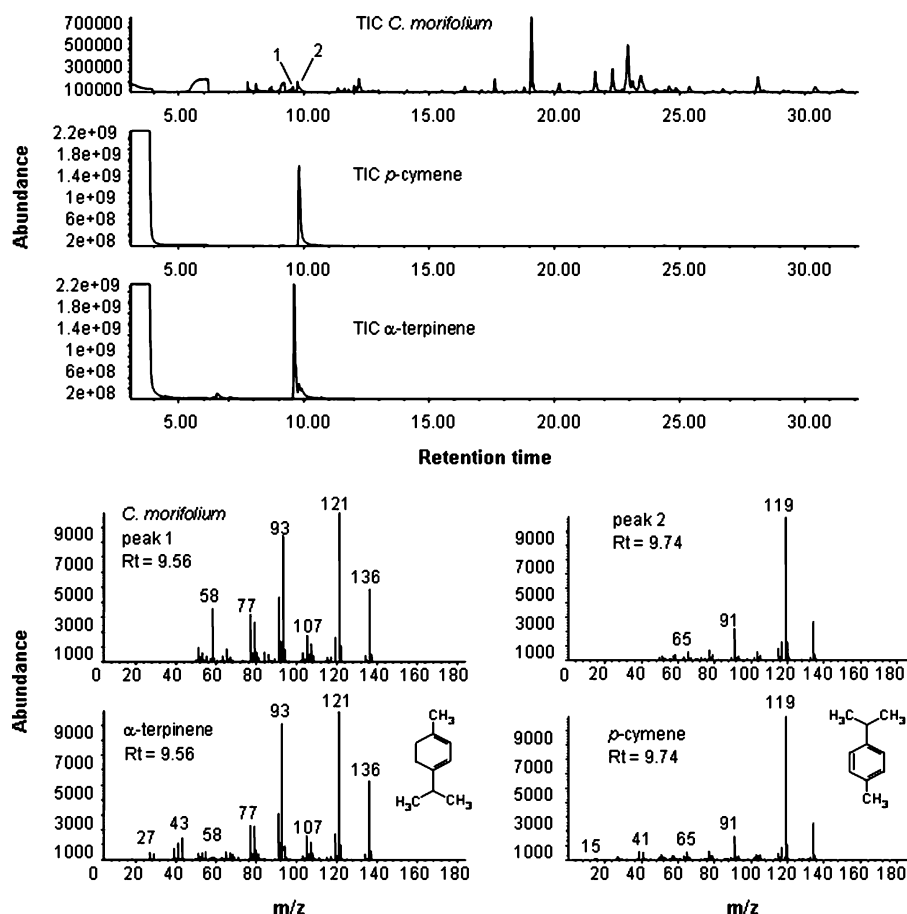 TIC C. morifolium
700000
500000
300000
100000
1 2
5.00 10.00 15.00 20.00 25.00 30.00
Abundance
2.2e+09
1.8e+09
1e+09
6e+08
2e+08
TIC p-cymene
5.00 10.00 15.00 20.00 25.00 30.00
2.2e+09
1.4e+09
1e+09
6e+08
2e+08
TIC α-terpinene
5.00 10.00 15.00 20.00 25.00 30.00
Retention time
Abundance
C. morifolium
peak 1
Rt = 9.56
9000
7000
5000
3000
1000
58 77 93 107 121 136
0 20 40 60 80 100 120 140 160 180
peak 2
Rt = 9.74
9000
7000
5000
3000
1000
65 91 119
0 20 40 60 80 100 120 140 160 180
α-terpinene
Rt = 9.56
9000
7000
5000
3000
1000
27 43 58 77 93 107 121 136
CH₃
H₃C CH₃
0 20 40 60 80 100 120 140 160 180
m/z
p-cymene
Rt = 9.74
9000
7000
5000
3000
1000
15 41 65 91 119
H₃C CH₃
CH₃
0 20 40 60 80 100 120 140 160 180
m/z